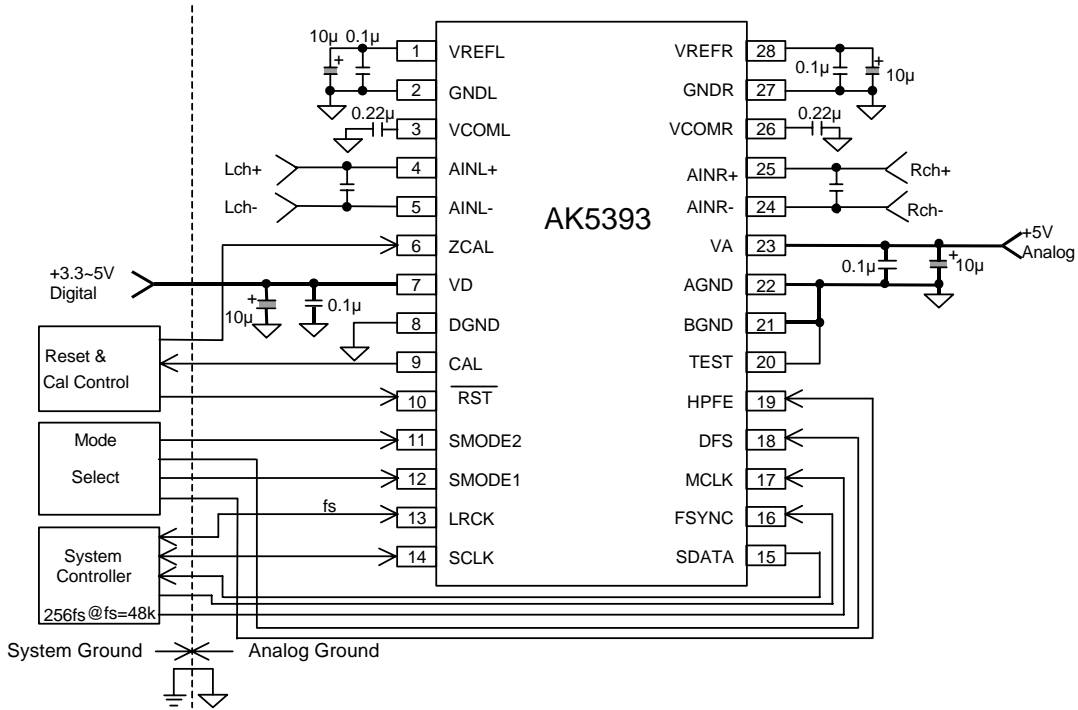 10µ 0.1µ
+
1 VREFL
2 GNDL
0.22µ
3 VCOML
Lch+
4 AINL+
Lch-
5 AINL-
6 ZCAL
+3.3~5V
Digital
7 VD
+
10µ
0.1µ
8 DGND
Reset &
Cal Control
9 CAL
10 RST
Mode
Select
11 SMODE2
12 SMODE1
fs
13 LRCK
14 SCLK
System
Controller
256fs@fs=48k
AK5393
VREFR 28
GNDR 27
0.1µ
+
10µ
0.22µ
VCOMR 26
AINR+ 25
Rch+
AINR- 24
Rch-
VA 23
+5V
Analog
0.1µ
+
10µ
AGND 22
BGND 21
TEST 20
HPFE 19
DFS 18
MCLK 17
FSYNC 16
SDATA 15
System Ground
Analog Ground